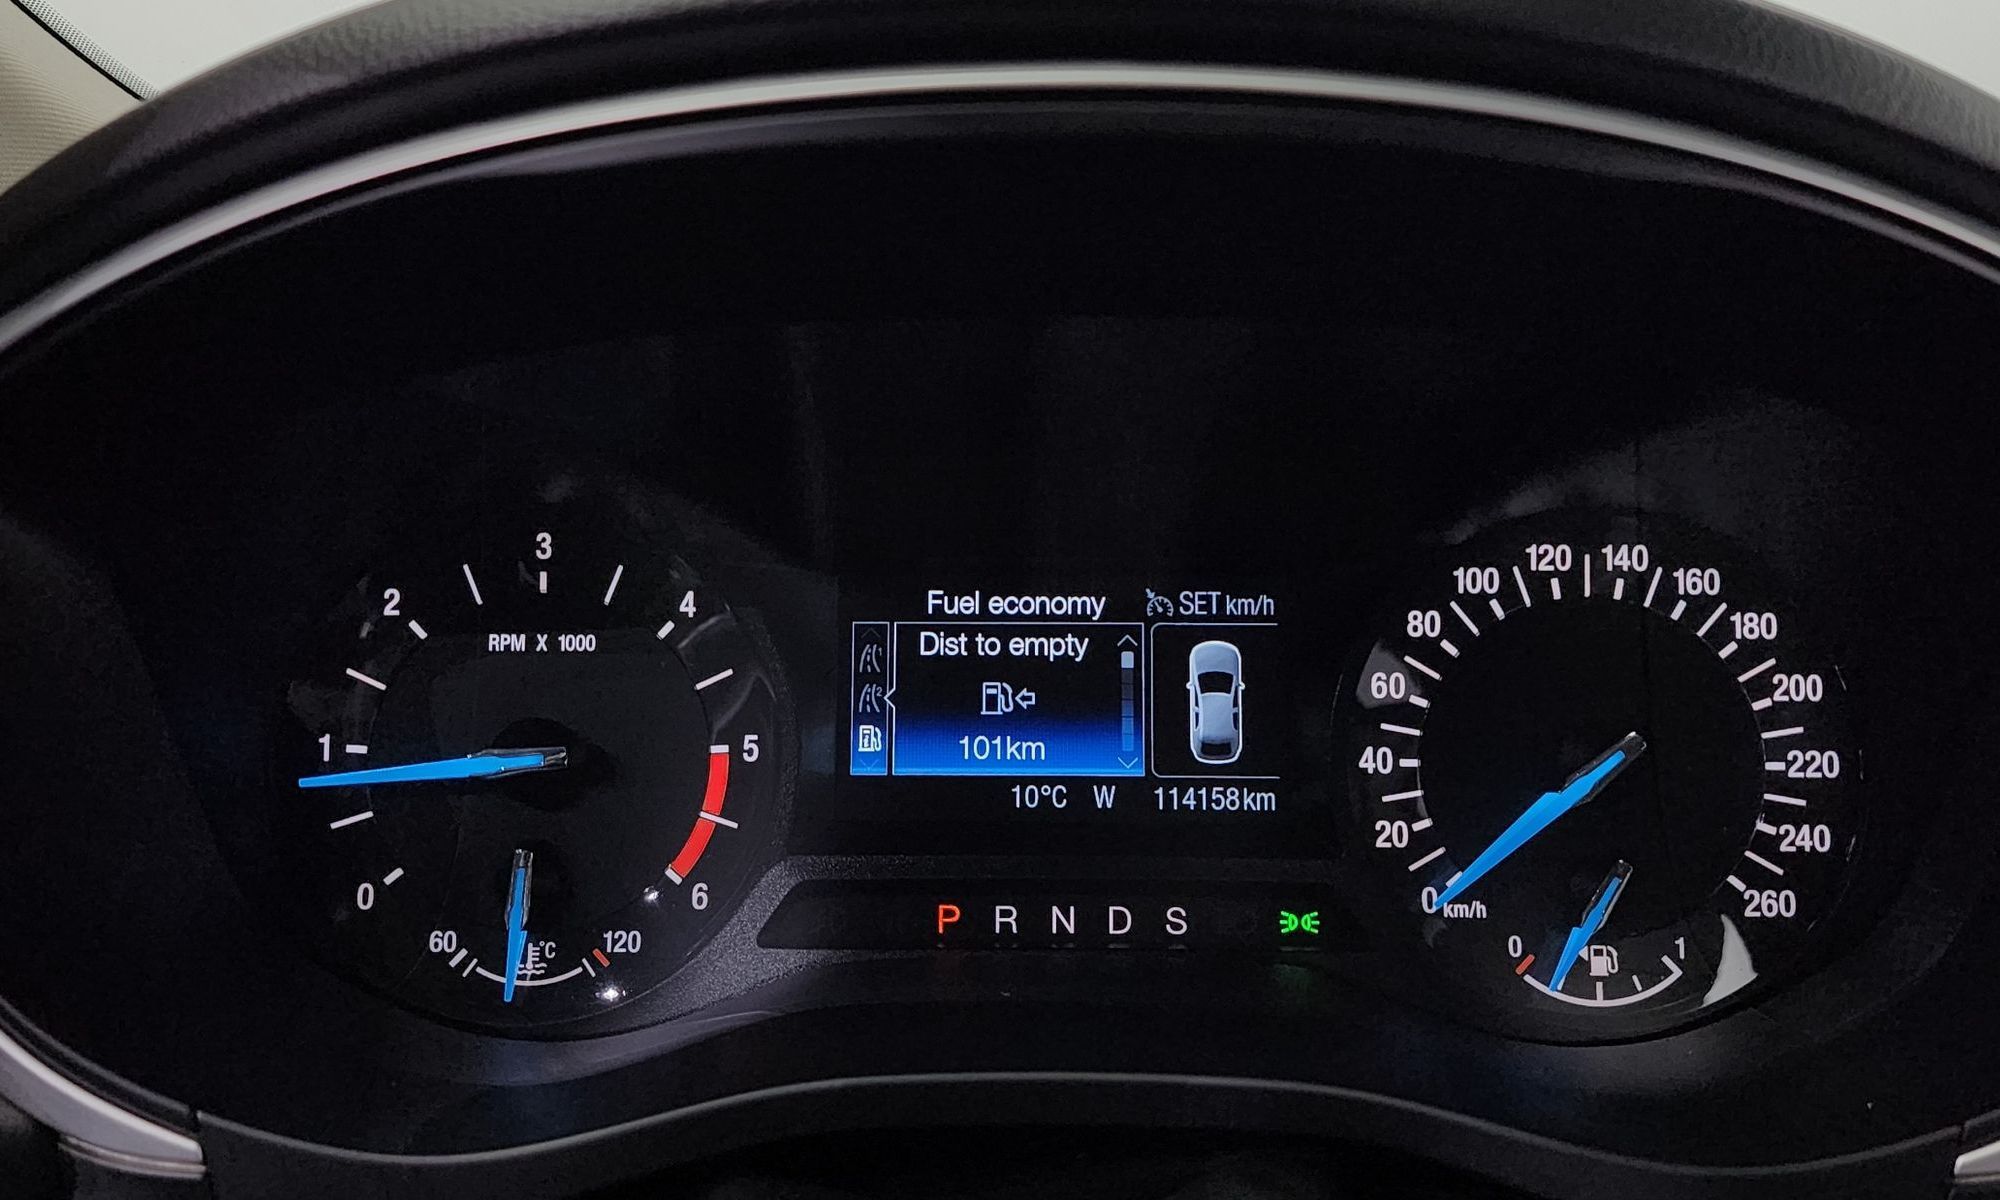 3
2
4
RPM X 1000
1
5
0
6
60
°C
120
Fuel economy
SET km/h
Dist to empty
1
2
101km
10°C W 114158km
P R N D S
120 140
100 160
80 180
60 200
40 220
20 240
0 km/h 260
0 1